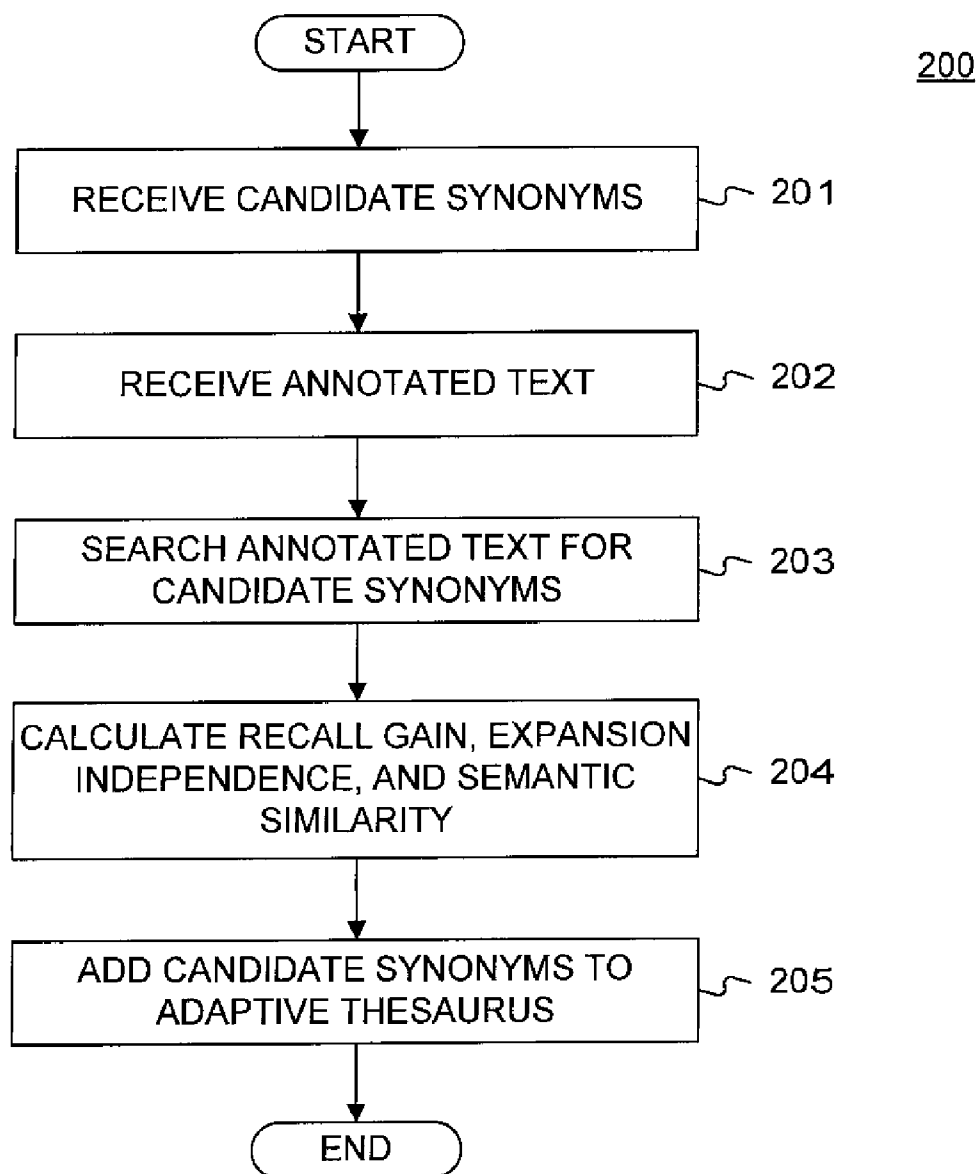 START
200
RECEIVE CANDIDATE SYNONYMS
201
RECEIVE ANNOTATED TEXT
202
SEARCH ANNOTATED TEXT FOR
CANDIDATE SYNONYMS
203
CALCULATE RECALL GAIN, EXPANSION
INDEPENDENCE, AND SEMANTIC
SIMILARITY
204
ADD CANDIDATE SYNONYMS TO
ADAPTIVE THESAURUS
205
END